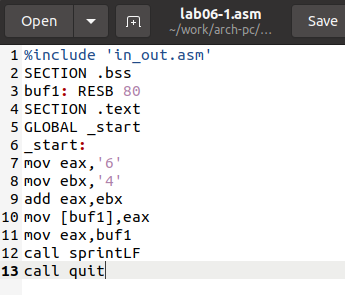 Open
lab06-1.asm
~/work/arch-pc/...
Save
1 %include 'in_out.asm'
2 SECTION .bss
3 buf1: RESB 80
4 SECTION .text
5 GLOBAL _start
6 _start:
7 mov eax,'6'
8 mov ebx,'4'
9 add eax,ebx
10 mov [buf1],eax
11 mov eax,buf1
12 call sprintLF
13 call quit